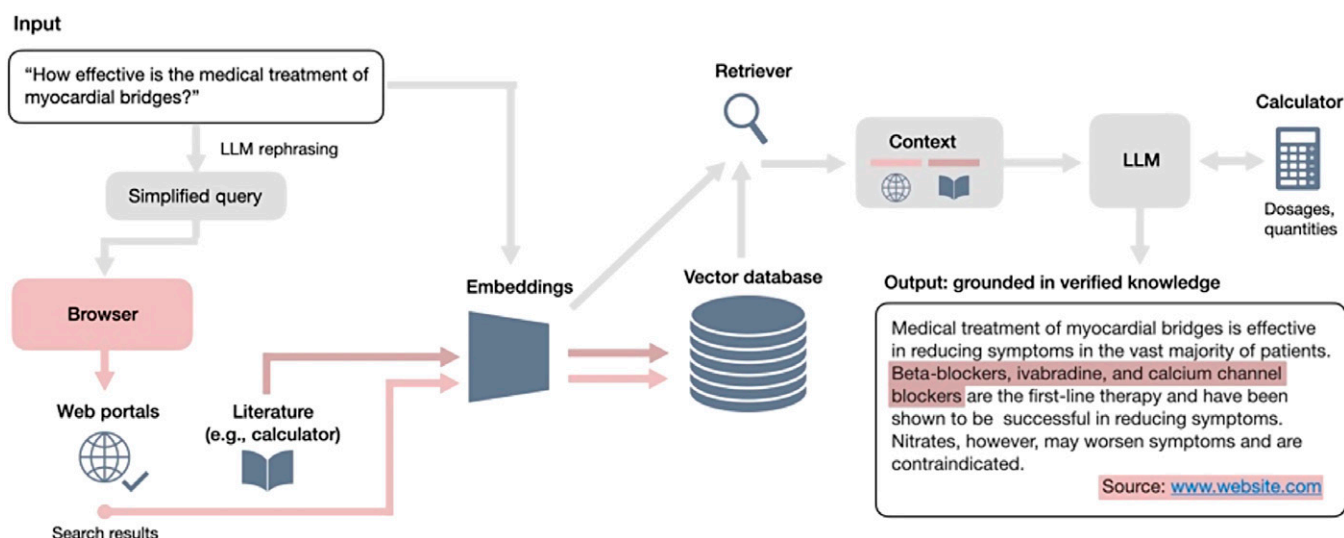 Input
“How effective is the medical treatment of
myocardial bridges?”
LLM rephrasing
Simplified query
Browser
Web portals
Search results
Literature
(e.g., calculator)
Embeddings
Vector database
Retriever
Context
LLM
Calculator
Dosages,
quantities
Output: grounded in verified knowledge
Medical treatment of myocardial bridges is effective
in reducing symptoms in the vast majority of patients.
Beta-blockers, ivabradine, and calcium channel
blockers are the first-line therapy and have been
shown to be successful in reducing symptoms.
Nitrates, however, may worsen symptoms and are
contraindicated.
Source: www.website.com